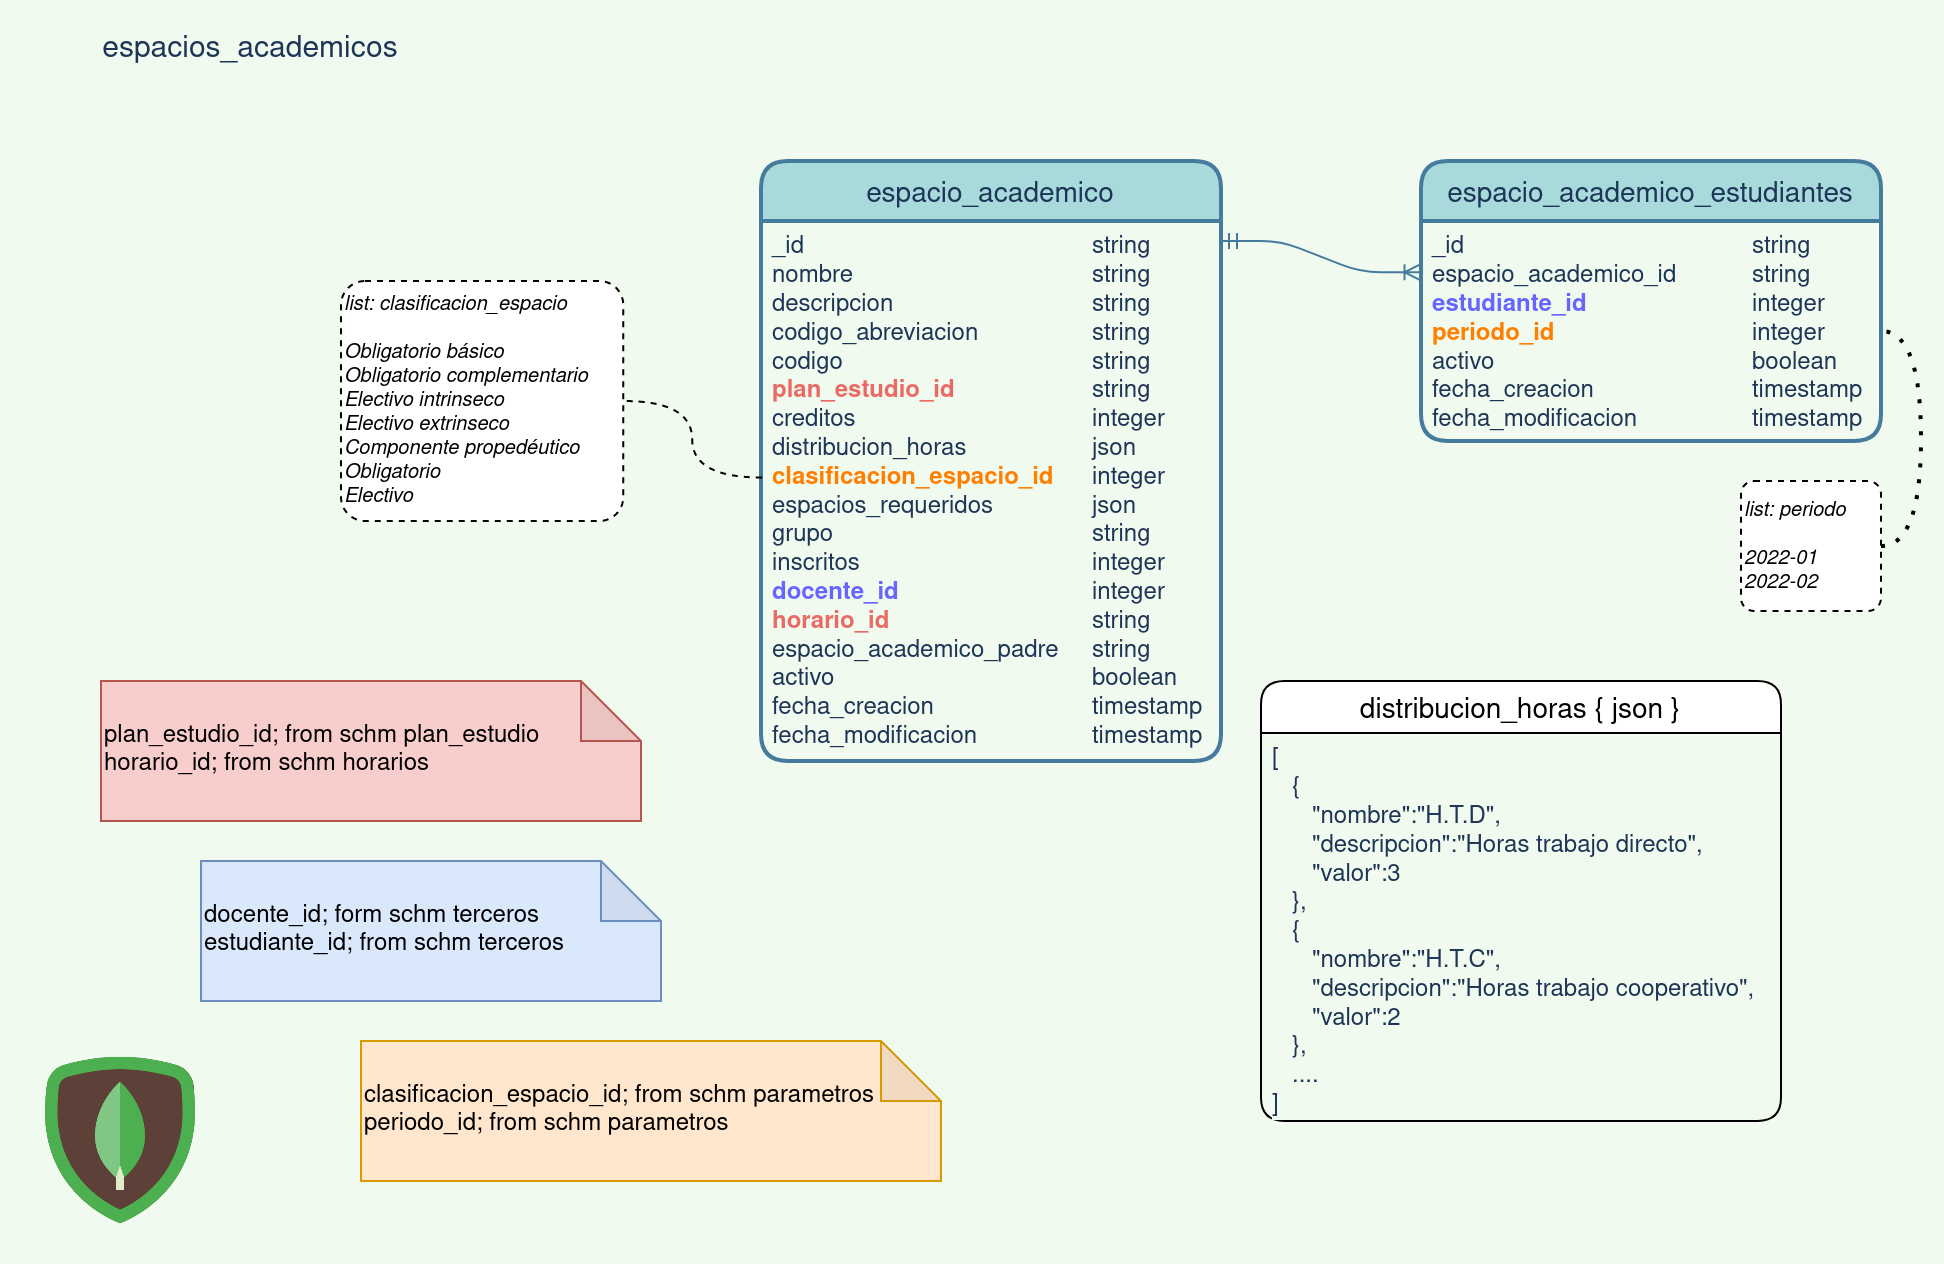 espacios_academicos
espacio_academico
_id string
nombre string
descripcion string
codigo_abreviacion string
codigo string
plan_estudio_id string
creditos integer
distribucion_horas json
clasificacion_espacio_id integer
espacios_requeridos json
grupo string
inscritos integer
docente_id integer
horario_id string
espacio_academico_padre string
activo boolean
fecha_creacion timestamp
fecha_modificacion timestamp
espacio_academico_estudiantes
_id string
espacio_academico_id string
estudiante_id integer
periodo_id integer
activo boolean
fecha_creacion timestamp
fecha_modificacion timestamp
list: clasificacion_espacio
Obligatorio básico
Obligatorio complementario
Electivo intrinseco
Electivo extrinseco
Componente propedéutico
Obligatorio
Electivo
list: periodo
2022-01
2022-02
plan_estudio_id; from schm plan_estudio
horario_id; from schm horarios
docente_id; form schm terceros
estudiante_id; from schm terceros
clasificacion_espacio_id; from schm parametros
periodo_id; from schm parametros
distribucion_horas { json }
[
{
"nombre":"H.T.D",
"descripcion":"Horas trabajo directo",
"valor":3
},
{
"nombre":"H.T.C",
"descripcion":"Horas trabajo cooperativo",
"valor":2
},
....
]